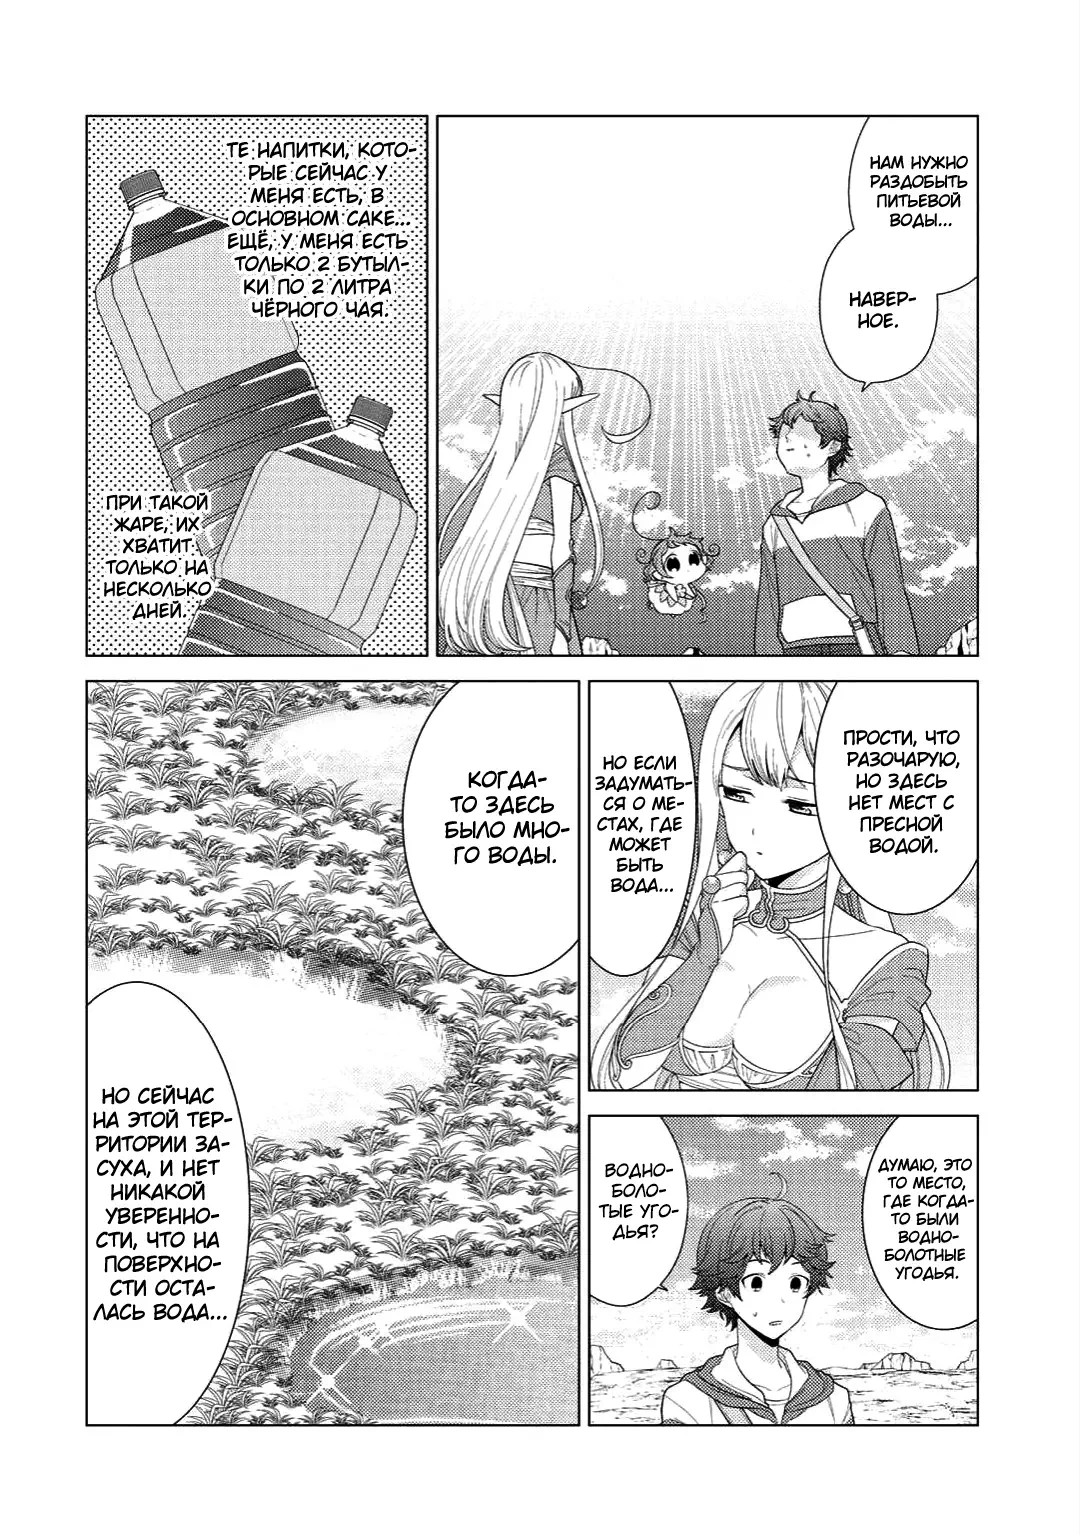 НАМ НУЖНО
РАЗДОБЫТЬ
ПИТЬЕВОЙ
ВОДЫ...
НАВЕР-
НОЕ.
ТЕ НАПИТКИ, КОТО-
РЫЕ СЕЙЧАС У
МЕНЯ ЕСТЬ, В
ОСНОВНОМ САКЕ...
ЕЩЁ, У МЕНЯ ЕСТЬ
ТОЛЬКО 2 БУТЫЛ-
КИ ПО 2 ЛИТРА
ЧЁРНОГО ЧАЯ.
ПРИ ТАКОЙ
ЖАРЕ, ИХ
ХВАТИТ
ТОЛЬКО НА
НЕСКОЛЬКО
ДНЕЙ.
ПРОСТИ, ЧТО
РАЗОЧАРУЮ,
НО ЗДЕСЬ
НЕТ МЕСТ С
ПРЕСНОЙ
ВОДОЙ.
НО ЕСЛИ
ЗАДУМАТЬ-
СЯ О МЕ-
СТАХ, ГДЕ
МОЖЕТ
БЫТЬ
ВОДА...
ДУМАЮ, ЭТО
ТО МЕСТО,
ГДЕ КОГДА-
ТО БЫЛИ
ВОДНО-
БОЛОТНЫЕ
УГОДЬЯ.
ВОДНО-
БОЛО-
ТЫЕ УГО-
ДЬЯ?
КОГДА-
ТО ЗДЕСЬ
БЫЛО МНО-
ГО ВОДЫ.
НО СЕЙЧАС
НА ЭТОЙ ТЕР-
РИТОРИИ ЗА-
СУХА, И НЕТ
НИКАКОЙ
УВЕРЕННО-
СТИ, ЧТО НА
ПОВЕРХНО-
СТИ ОСТА-
ЛАСЬ ВОДА...